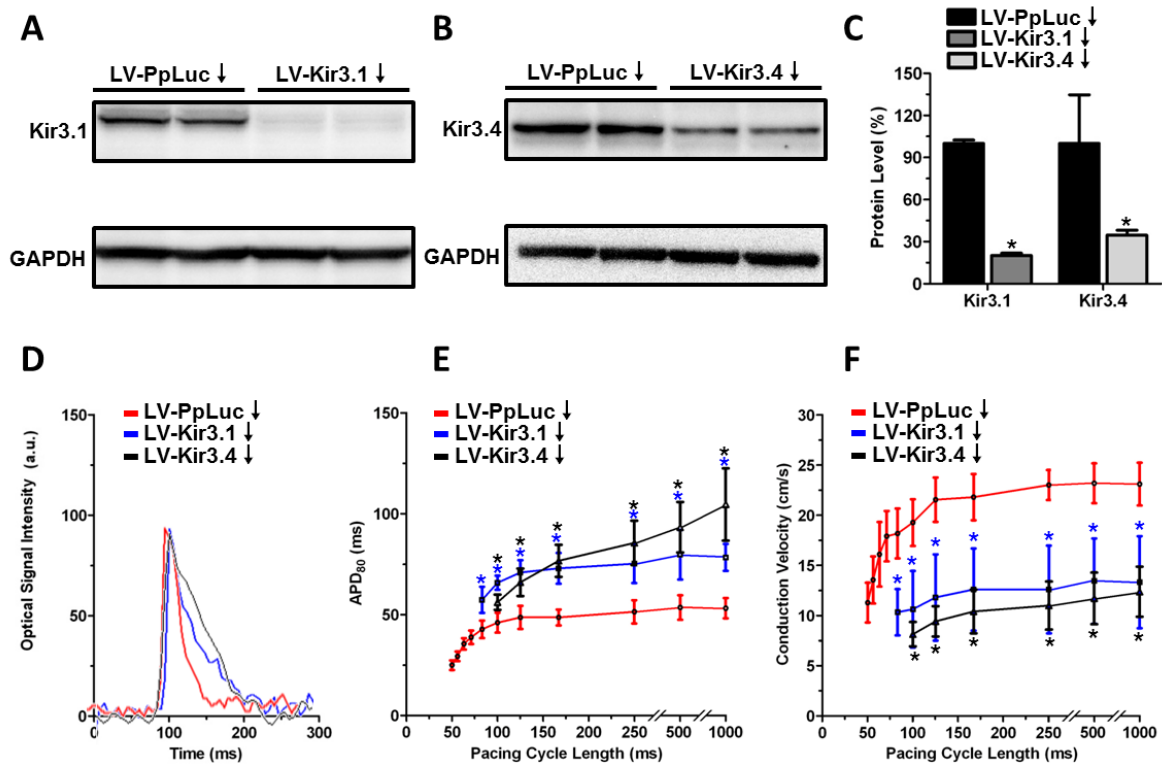 A
LV-PpLuc ↓ LV-Kir3.1 ↓
Kir3.1
GAPDH
B
LV-PpLuc ↓ LV-Kir3.4 ↓
Kir3.4
GAPDH
C
LV-PpLuc ↓
LV-Kir3.1 ↓
LV-Kir3.4 ↓
Protein Level (%)
150
120
90
60
30
0
*
*
Kir3.1 Kir3.4
D
LV-PpLuc ↓
LV-Kir3.1 ↓
LV-Kir3.4 ↓
Optical Signal Intensity (a.u.)
150
100
50
0
0 100 200 300
Time (ms)
E
LV-PpLuc ↓
LV-Kir3.1 ↓
LV-Kir3.4 ↓
APD80 (ms)
150
100
50
0
* * * * * * *
* * * * * *
0 50 100 150 200 250 500 1000
Pacing Cycle Length (ms)
F
LV-PpLuc ↓
LV-Kir3.1 ↓
LV-Kir3.4 ↓
Conduction Velocity (cm/s)
30
25
20
15
10
5
0
* * * * * * *
* * * * * *
0 50 100 150 200 250 500 1000
Pacing Cycle Length (ms)